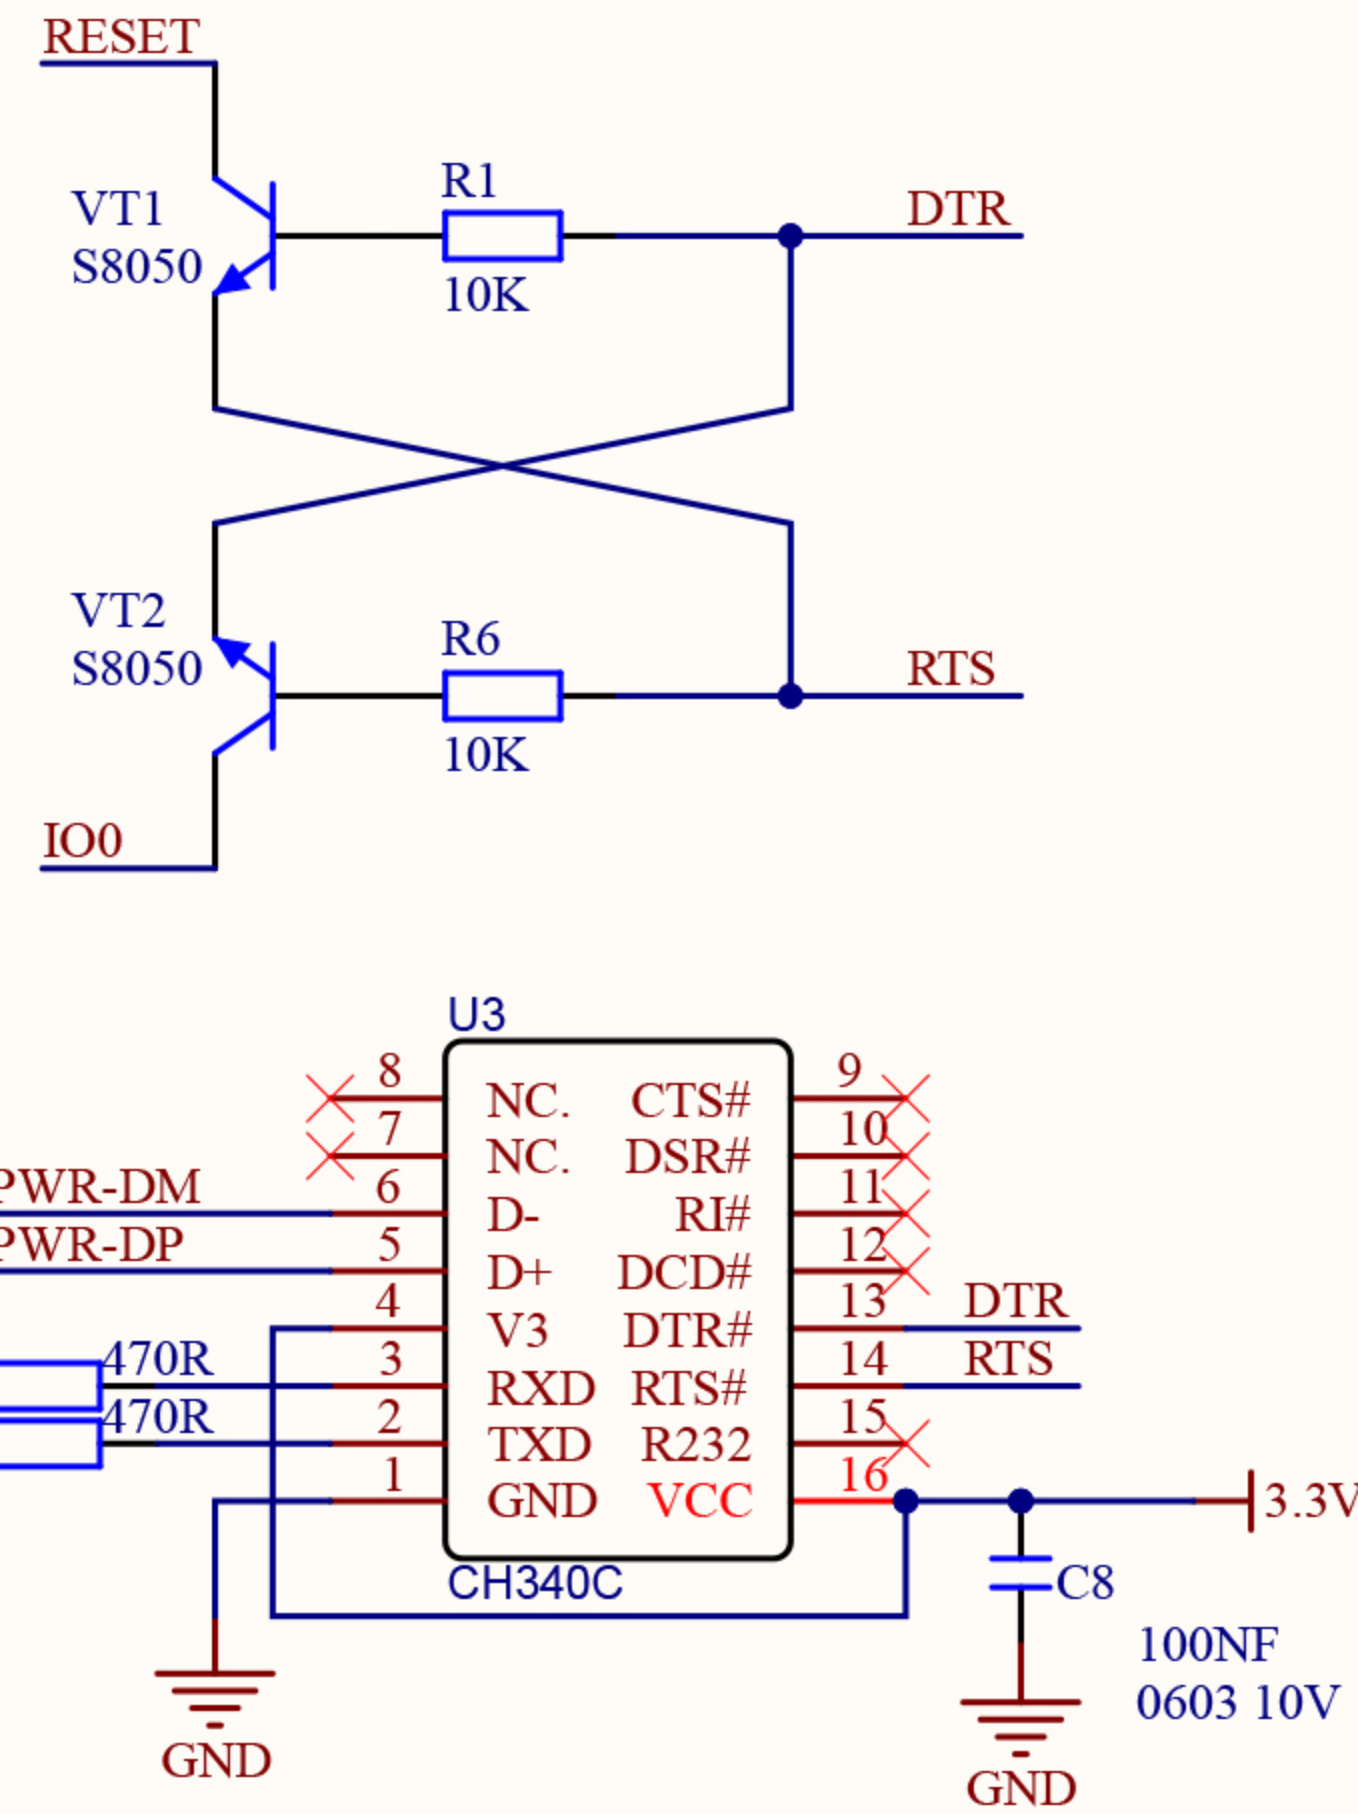 RESET
VT1
S8050
R1
10K
DTR
VT2
S8050
R6
10K
RTS
IO0
U3
8 NC. CTS# 9
7 NC. DSR# 10
PWR-DM 6 D- RI# 11
PWR-DP 5 D+ DCD# 12
4 V3 DTR# 13 DTR
470R 3 RXD RTS# 14 RTS
470R 2 TXD R232 15
1 GND VCC 16 3.3V
CH340C
C8
100NF
0603 10V
GND
GND